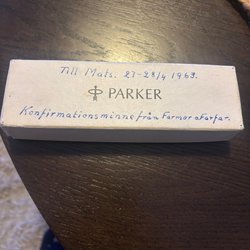 Till Mats. 27-28/4 1963.
PARKER
Konfirmationsminne från Farmor o Farfar.